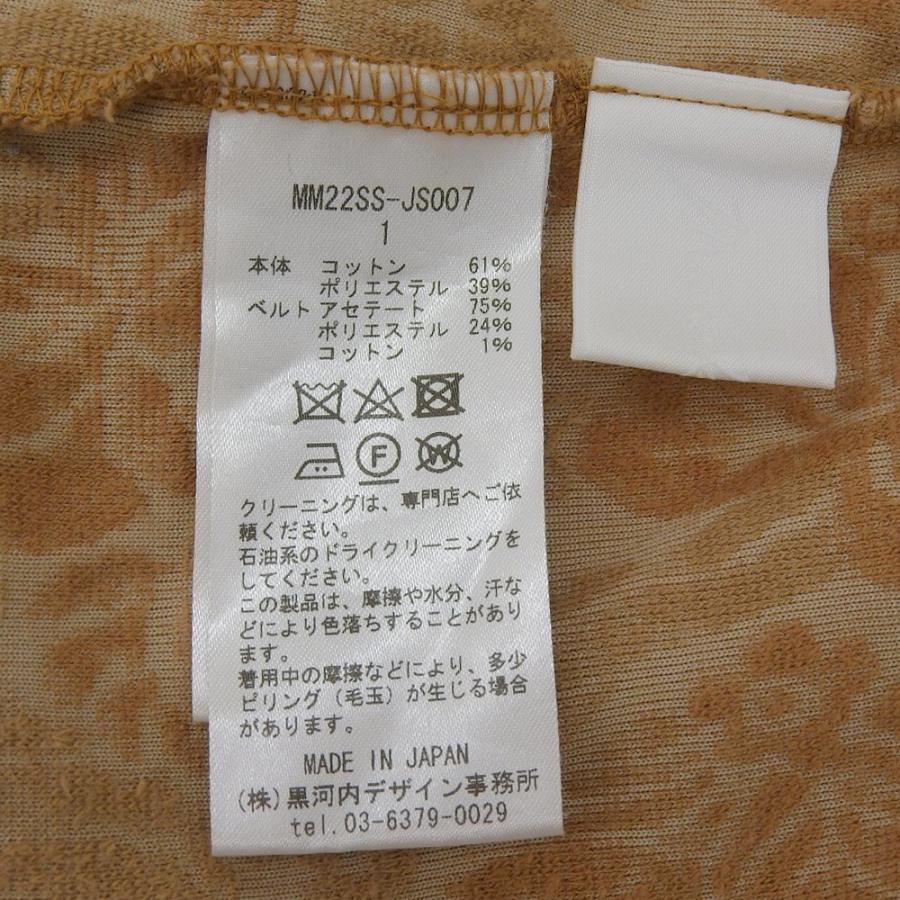 MM22SS-JS007
1
本体 コットン 61%
ポリエステル 39%
ベルト アセテート 75%
ポリエステル 24%
コットン 1%
F W
クリーニングは、専門店へご依
頼ください。
石油系のドライクリーニングを
してください。
この製品は、摩擦や水分、汗な
どにより色落ちすることがあり
ます。
着用中の摩擦などにより、多少
ピリング（毛玉）が生じる場合
があります。
MADE IN JAPAN
(株)黒河内デザイン事務所
tel.03-6379-0029